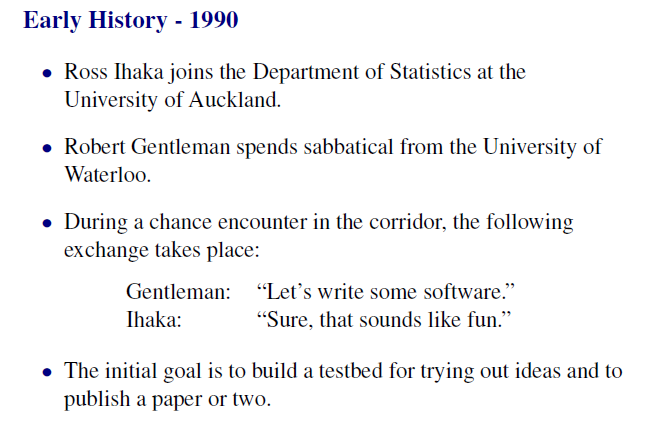 Early History - 1990
• Ross Ihaka joins the Department of Statistics at the
University of Auckland.
• Robert Gentleman spends sabbatical from the University of
Waterloo.
• During a chance encounter in the corridor, the following
exchange takes place:
Gentleman: “Let’s write some software.”
Ihaka: “Sure, that sounds like fun.”
• The initial goal is to build a testbed for trying out ideas and to
publish a paper or two.